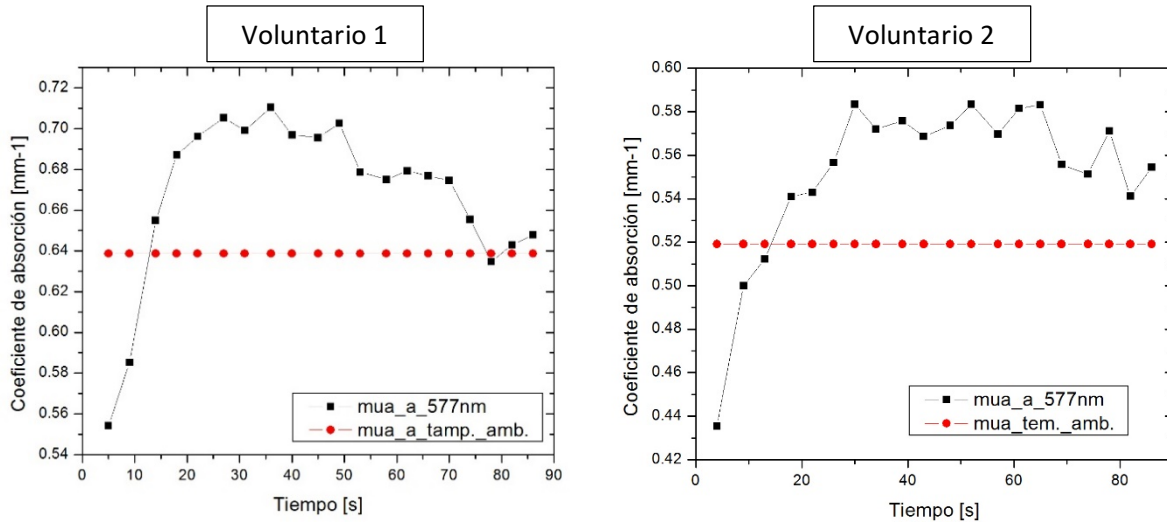 Voluntario 1
Voluntario 2
0.72
0.70
0.68
0.66
0.64
0.62
0.60
0.58
0.56
0.54
Coeficiente de absorción [mm-1]
mua_a_577nm
mua_a_tamp._amb.
0 10 20 30 40 50 60 70 80 90
Tiempo [s]
0.60
0.58
0.56
0.54
0.52
0.50
0.48
0.46
0.44
0.42
Coeficiente de absorción [mm-1]
mua_a_577nm
mua_tem._amb.
0 20 40 60 80
Tiempo [s]